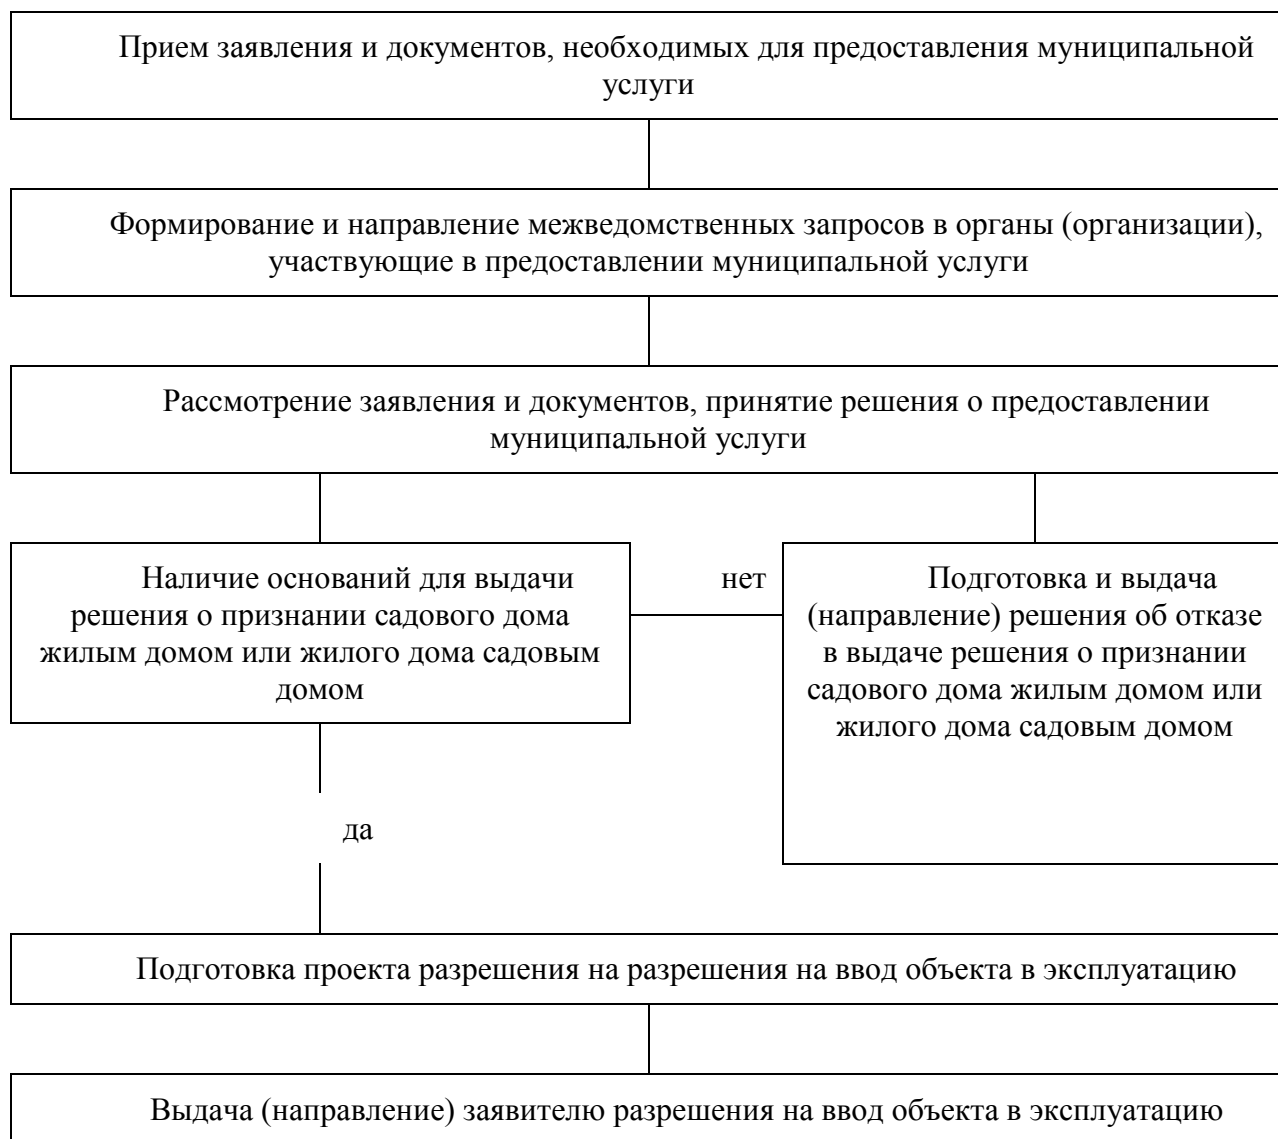 Прием заявления и документов, необходимых для предоставления муниципальной
услуги
Формирование и направление межведомственных запросов в органы (организации),
участвующие в предоставлении муниципальной услуги
Рассмотрение заявления и документов, принятие решения о предоставлении
муниципальной услуги
Наличие оснований для выдачи
решения о признании садового дома
жилым домом или жилого дома садовым
домом
нет
Подготовка и выдача
(направление) решения об отказе
в выдаче решения о признании
садового дома жилым домом или
жилого дома садовым домом
да
Подготовка проекта разрешения на разрешения на ввод объекта в эксплуатацию
Выдача (направление) заявителю разрешения на ввод объекта в эксплуатацию